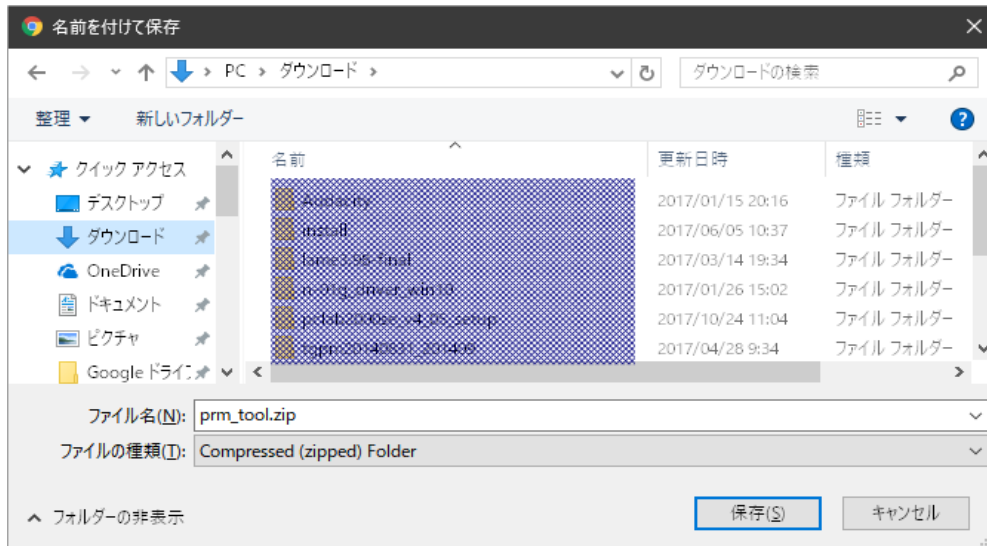 名前を付けて保存
PC › ダウンロード ›
ダウンロードの検索
整理
新しいフォルダー
?
クイック アクセス
デスクトップ
ダウンロード
OneDrive
ドキュメント
ピクチャ
Google ドライ
名前 更新日時 種類
Audacity 2017/01/15 20:16 ファイル フォルダー
install 2017/06/05 10:37 ファイル フォルダー
lame3.98-final 2017/03/14 19:34 ファイル フォルダー
n-01g_driver_win10 2017/01/26 15:02 ファイル フォルダー
pclab2000se_v4_05_setup 2017/10/24 11:04 ファイル フォルダー
2017/04/28 9:34 ファイル フォルダー
ファイル名(N): prm_tool.zip
ファイルの種類(T): Compressed (zipped) Folder
フォルダーの非表示
保存(S)
キャンセル